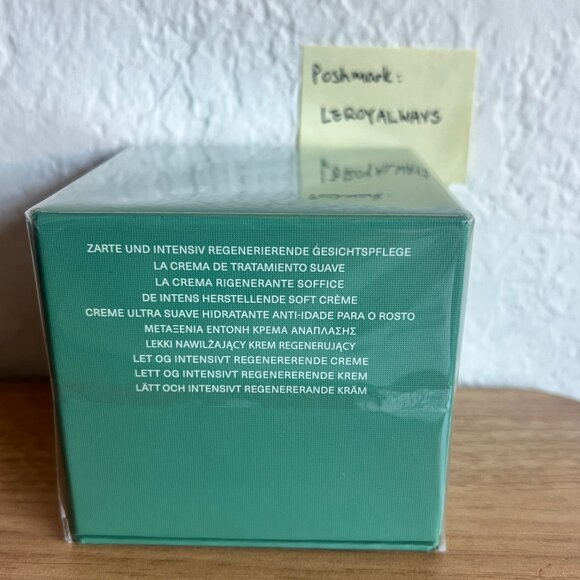 Poshmark:
LEROYALWAYS
ZARTE UND INTENSIV REGENERIERENDE ĢESICHTSPFLEGE
LA CREMA DE TRATAMIENTO SUAVE
LA CREMA RIGENERANTE SOFFICE
DE INTENS HERSTELLENDE SOFT CRÈME
CREME ULTRA SUAVE HIDRATANTE ANTI-IDADE PARA O ROSTO
ΜΕΤΑΞΕΝΙΑ ΕΝΤΟΝΗ ΚΡΕΜΑ ΑΝΑΠΛΑΣΗΣ
LEKKI NAWILŻAJĄCY KREM REGENERUJĄCY
LET OG INTENSIVT REGENERERENDE CREME
LETT OG INTENSIVT REGENERERENDE KREM
LÄTT OCH INTENSIVT REGENERERANDE KRÄM